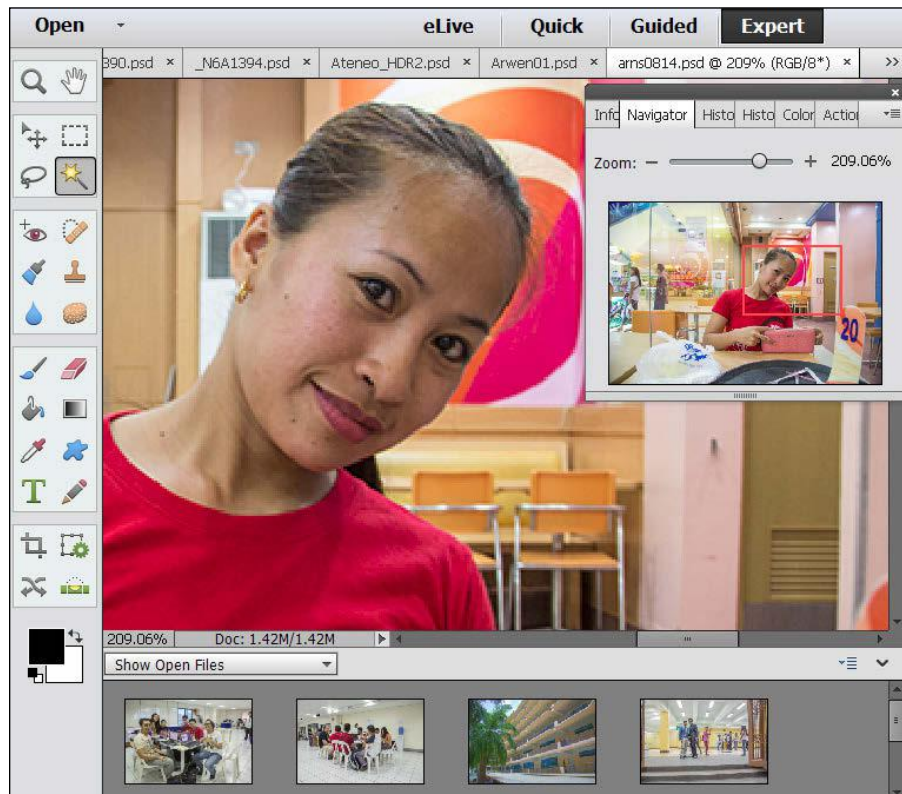 Open eLive Quick Guided Expert
390.psd × _N6A1394.psd × Ateneo_HDR2.psd × Arwen01.psd × arns0814.psd @ 209% (RGB/8*) × >>
Info Navigator Histo Histo Color Action
Zoom: − + 209.06%
20
T
209.06% Doc: 1.42M/1.42M
Show Open Files